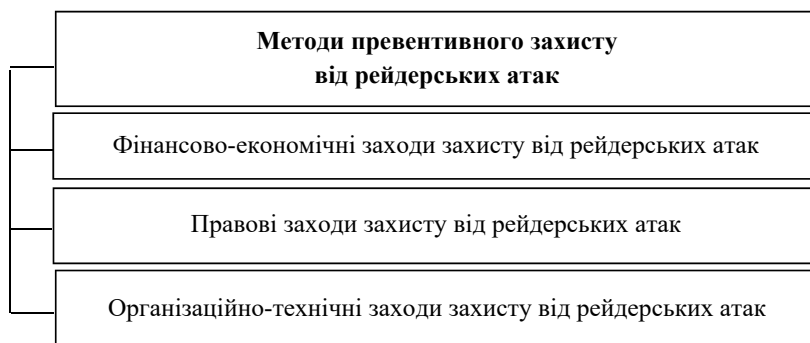 Методи превентивного захисту
від рейдерських атак
Фінансово-економічні заходи захисту від рейдерських атак
Правові заходи захисту від рейдерських атак
Організаційно-технічні заходи захисту від рейдерських атак